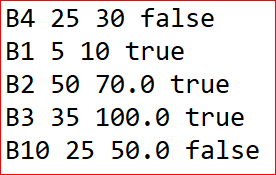 B4 25 30 false
B1 5 10 true
B2 50 70.0 true
B3 35 100.0 true
B10 25 50.0 false